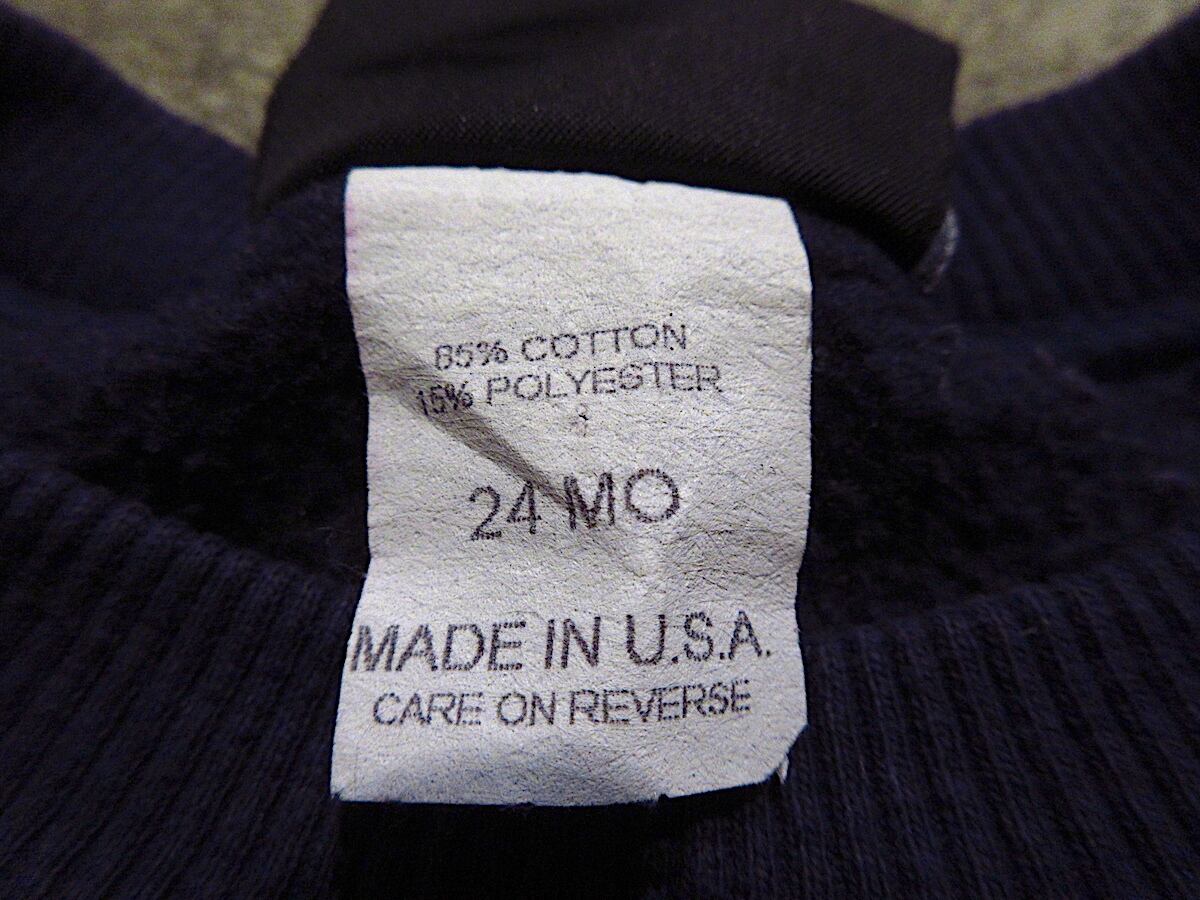 85% COTTON
15% POLYESTER
24 MO
MADE IN U.S.A.
CARE ON REVERSE